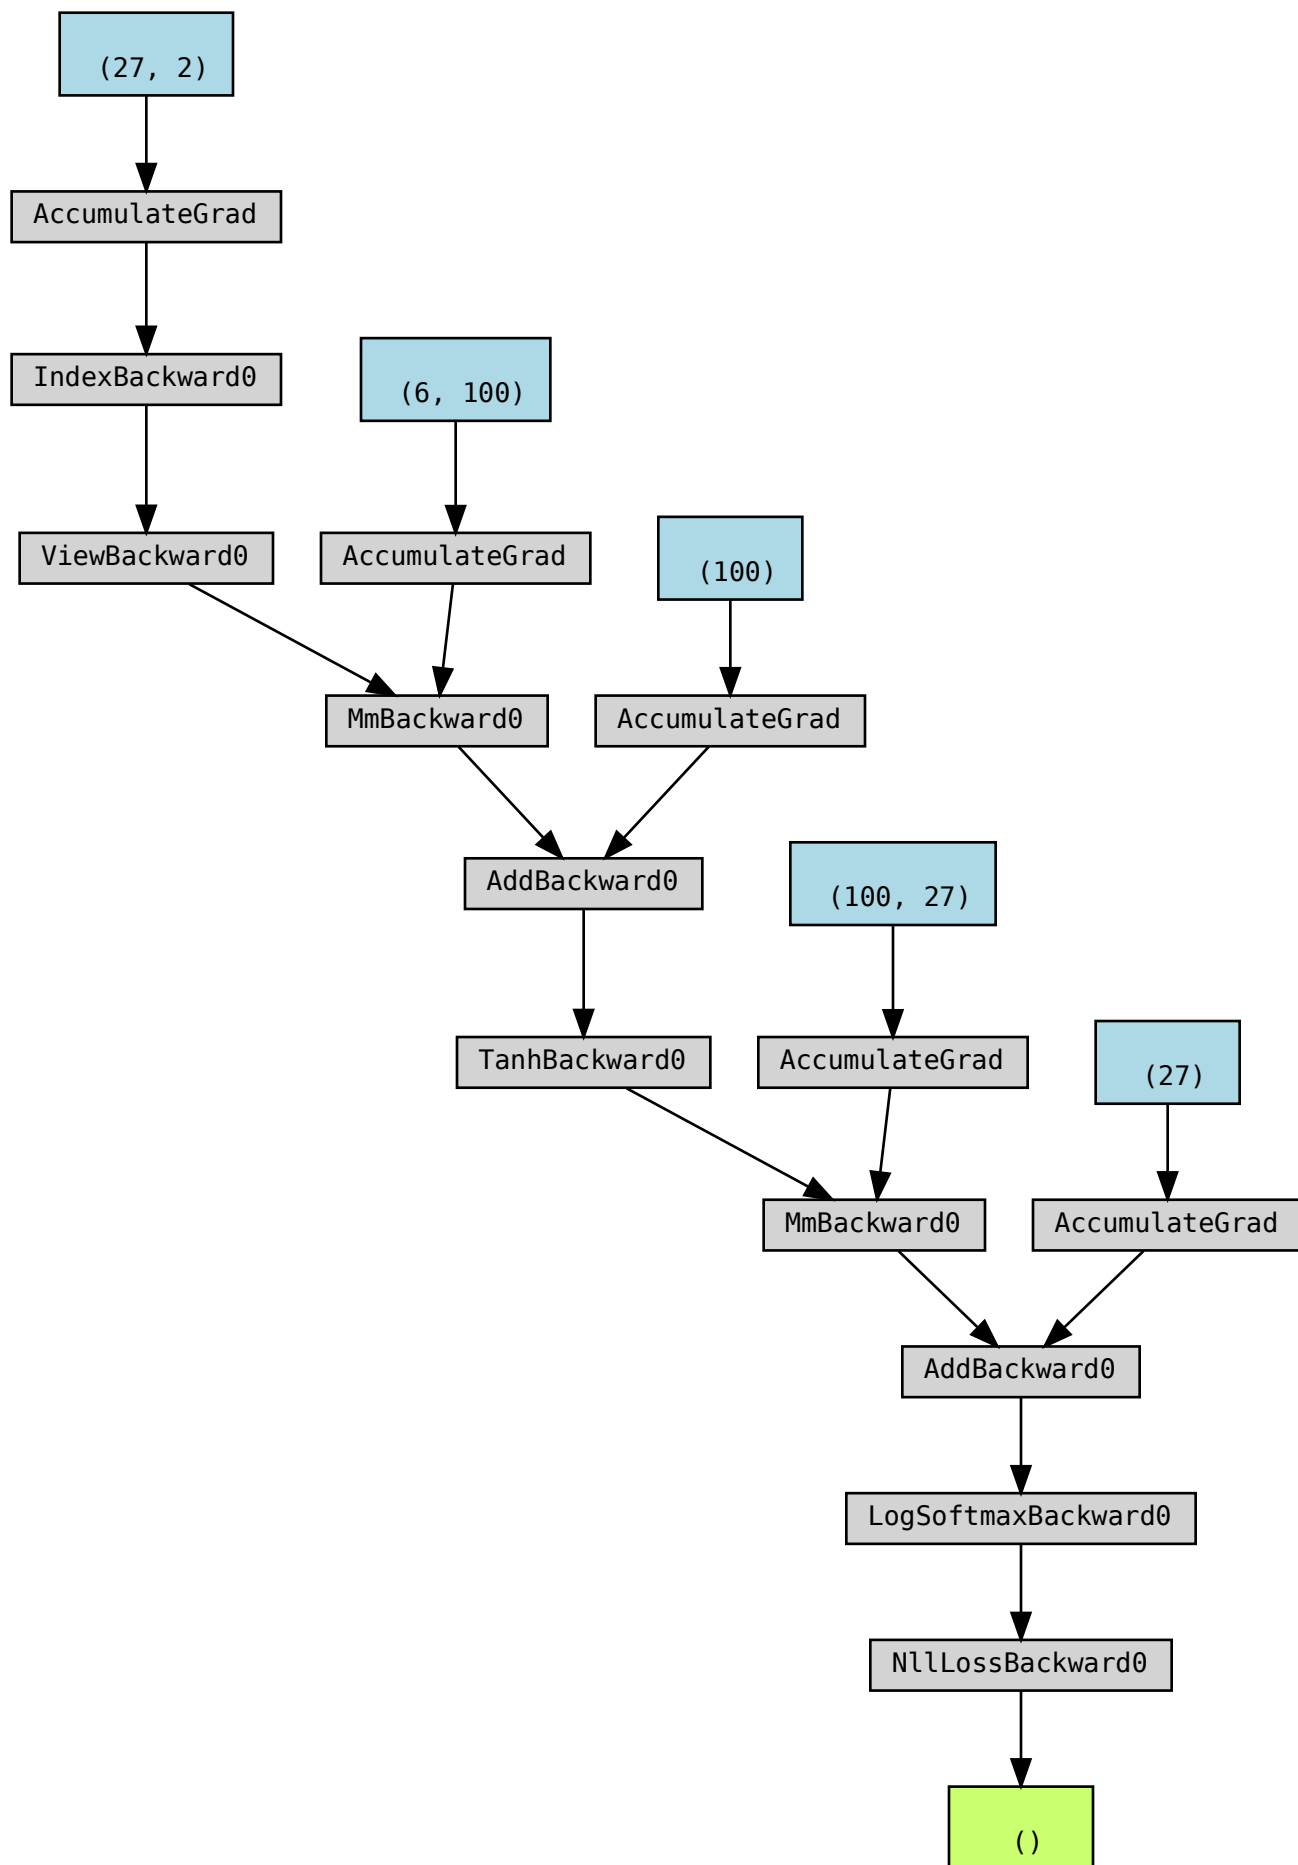 (27, 2)
AccumulateGrad
IndexBackward0
(6, 100)
ViewBackward0
AccumulateGrad
(100)
MmBackward0
AccumulateGrad
AddBackward0
(100, 27)
TanhBackward0
AccumulateGrad
(27)
MmBackward0
AccumulateGrad
AddBackward0
LogSoftmaxBackward0
NllLossBackward0
()